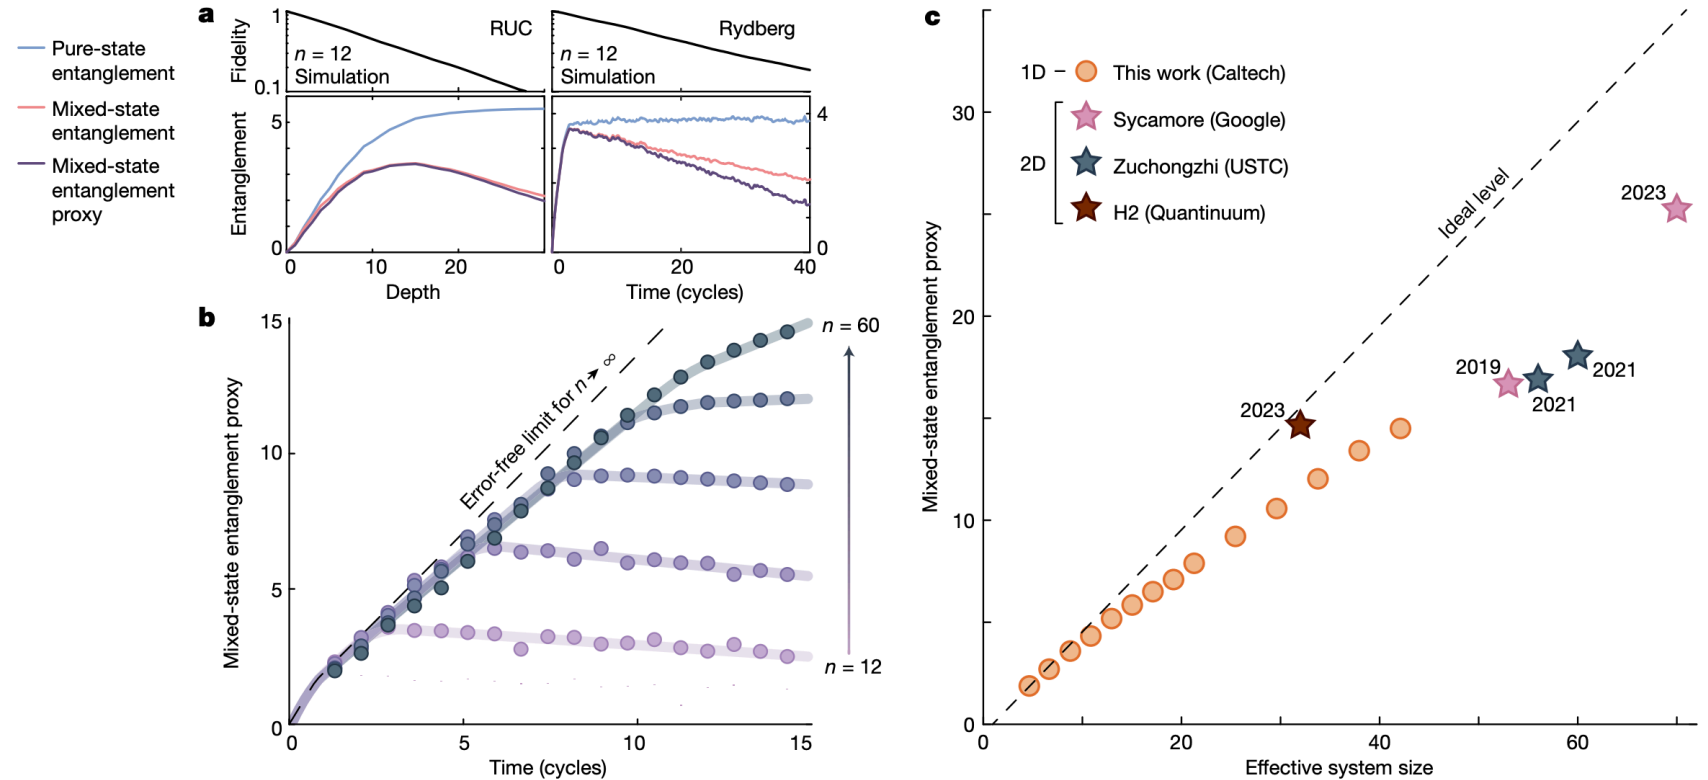 Pure-state
entanglement
Mixed-state
entanglement
Mixed-state
entanglement
proxy
a
Fidelity
1
0.1
RUC
n = 12
Simulation
Rydberg
n = 12
Simulation
Entanglement
5
0
4
0
0
10
20
Depth
0
20
40
Time (cycles)
b
Mixed-state entanglement proxy
15
10
5
0
Error-free limit for n → ∞
n = 60
n = 12
0
5
10
15
Time (cycles)
c
Mixed-state entanglement proxy
30
20
10
0
1D
This work (Caltech)
2D
Sycamore (Google)
Zuchongzhi (USTC)
H2 (Quantinuum)
Ideal level
2023
2019
2021
2021
2023
0
20
40
60
Effective system size